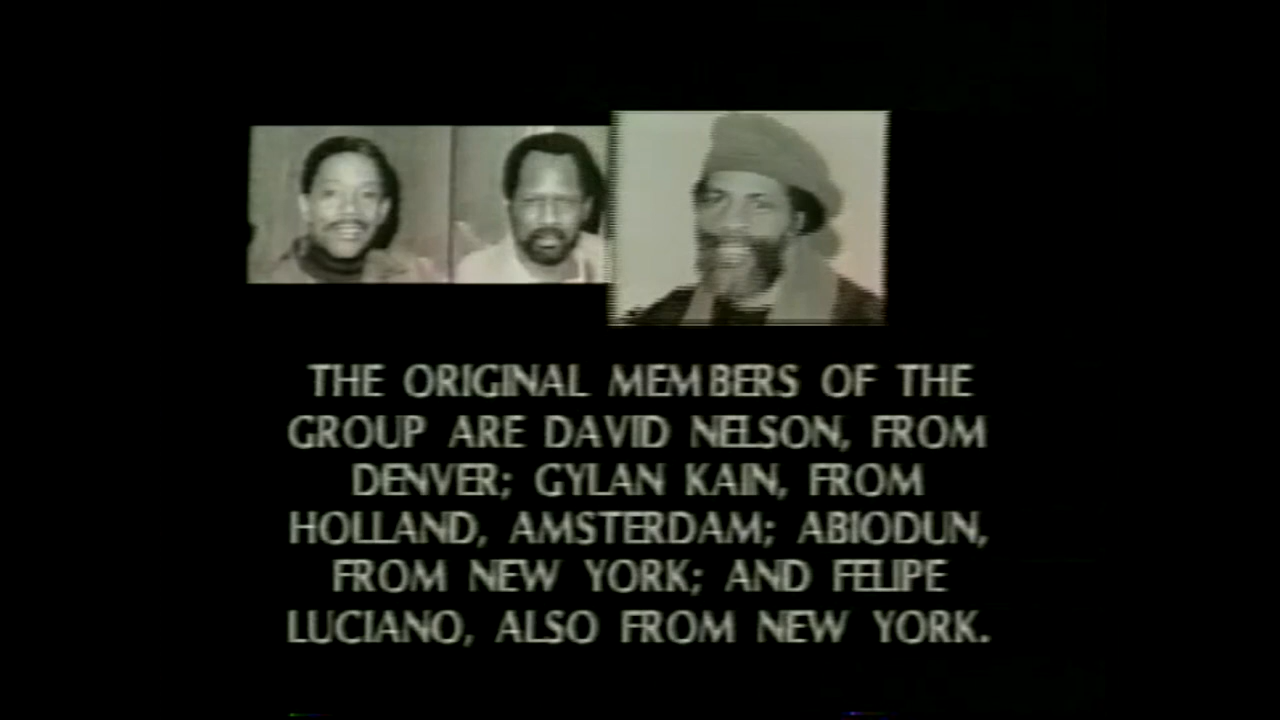 THE ORIGINAL MEMBERS OF THE
GROUP ARE DAVID NELSON, FROM
DENVER; GYLAN KAIN, FROM
HOLLAND, AMSTERDAM; ABIODUN,
FROM NEW YORK; AND FELIPE
LUCIANO, ALSO FROM NEW YORK.